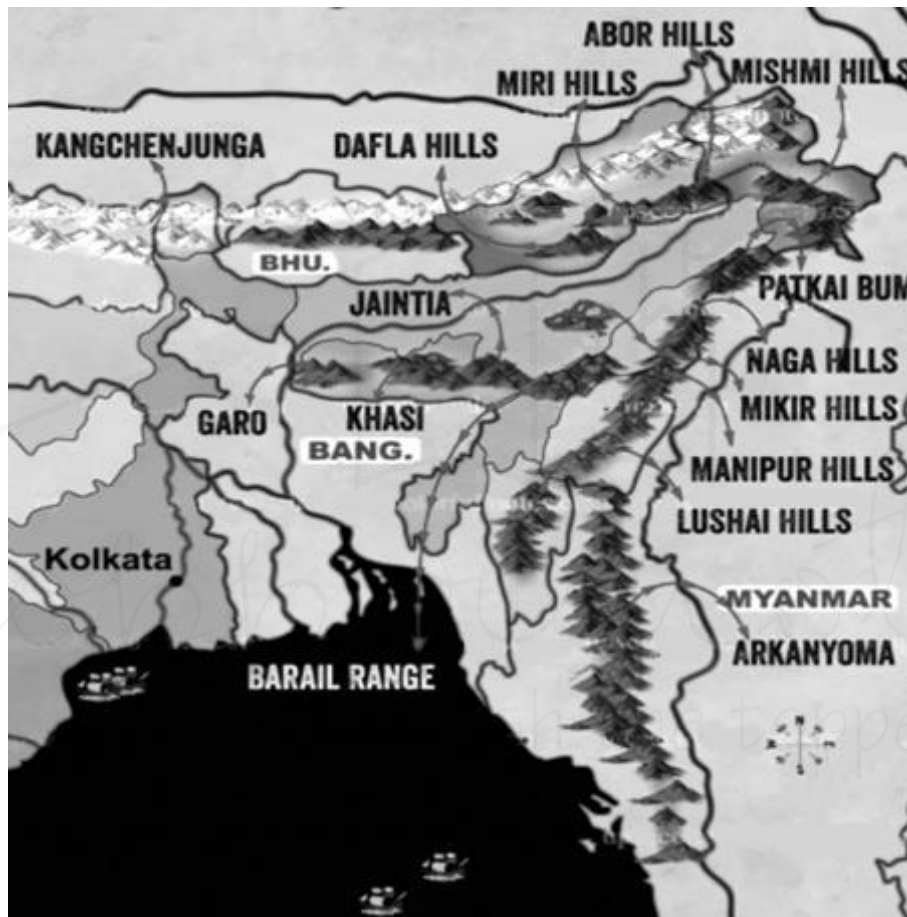 ABOR HILLS
MIRI HILLS
MISHMI HILLS
KANGCHENJUNGA
DAFLA HILLS
BHU.
JAINTIA
PATKAI BUM
NAGA HILLS
GARO
KHASI
MIKIR HILLS
BANG.
MANIPUR HILLS
LUSHAI HILLS
Kolkata
MYANMAR
ARKANYOMA
BARAIL RANGE
N
S